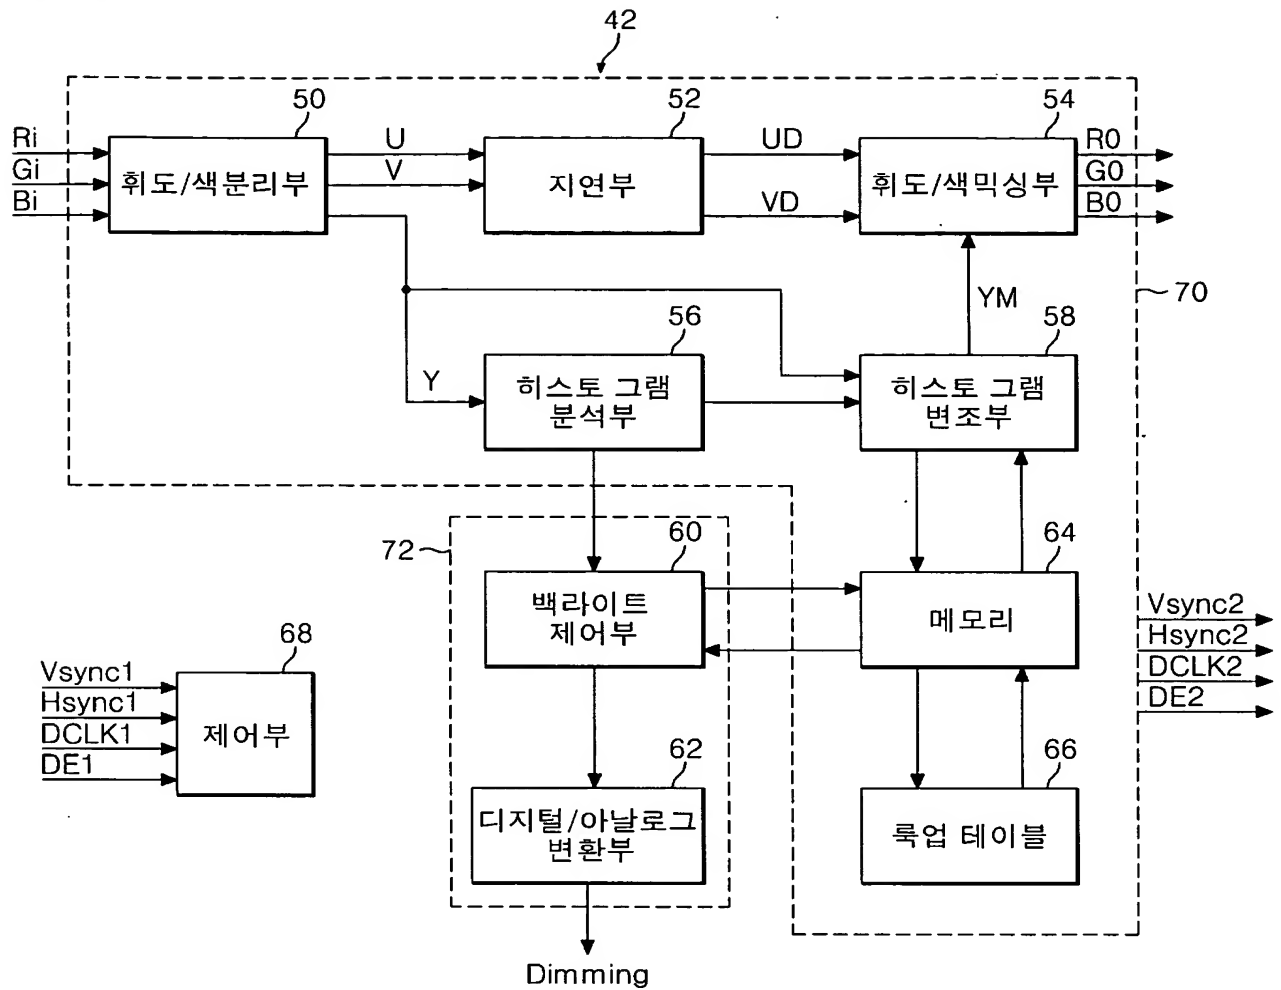 42
50
52
54
Ri
Gi
Bi
휘도/색분리부
U
V
지연부
UD
VD
휘도/색믹싱부
R0
G0
B0
YM
70
56
58
Y
히스토 그램
분석부
히스토 그램
변조부
72
60
64
백라이트
제어부
메모리
Vsync2
Hsync2
DCLK2
DE2
68
Vsync1
Hsync1
DCLK1
DE1
제어부
62
66
디지털/아날로그
변환부
룩업 테이블
Dimming